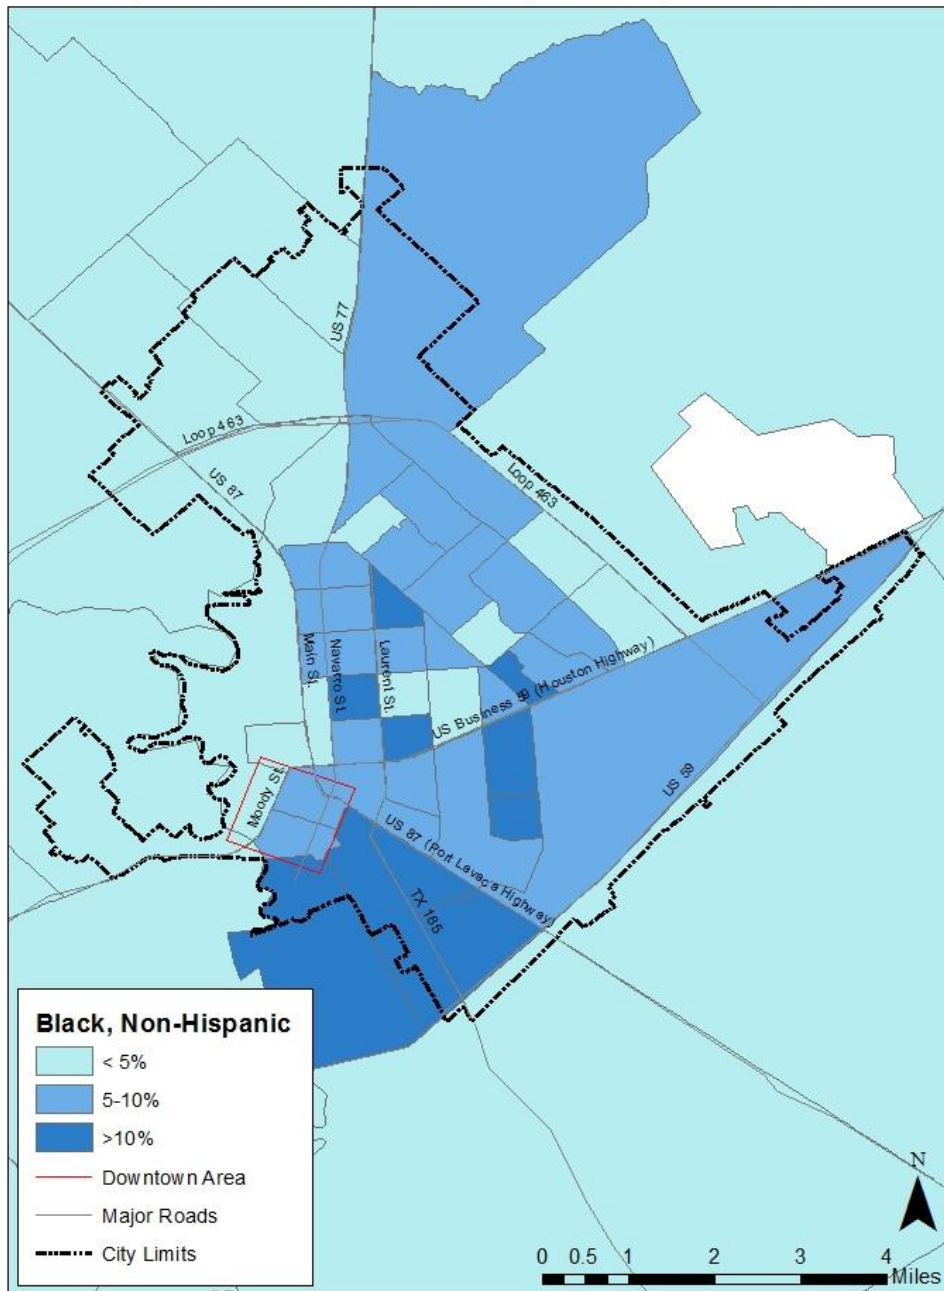 US 77
Loop 463
US 87
Loop 463
Main St.
Navarro St.
Laurent St.
US Business 59 (Houston Highway)
Moody St.
US 59
US 87 (Port Lavaca Highway)
TX 185
Black, Non-Hispanic
< 5%
5-10%
>10%
Downtown Area
Major Roads
City Limits
N
0 0.5 1 2 3 4
Miles